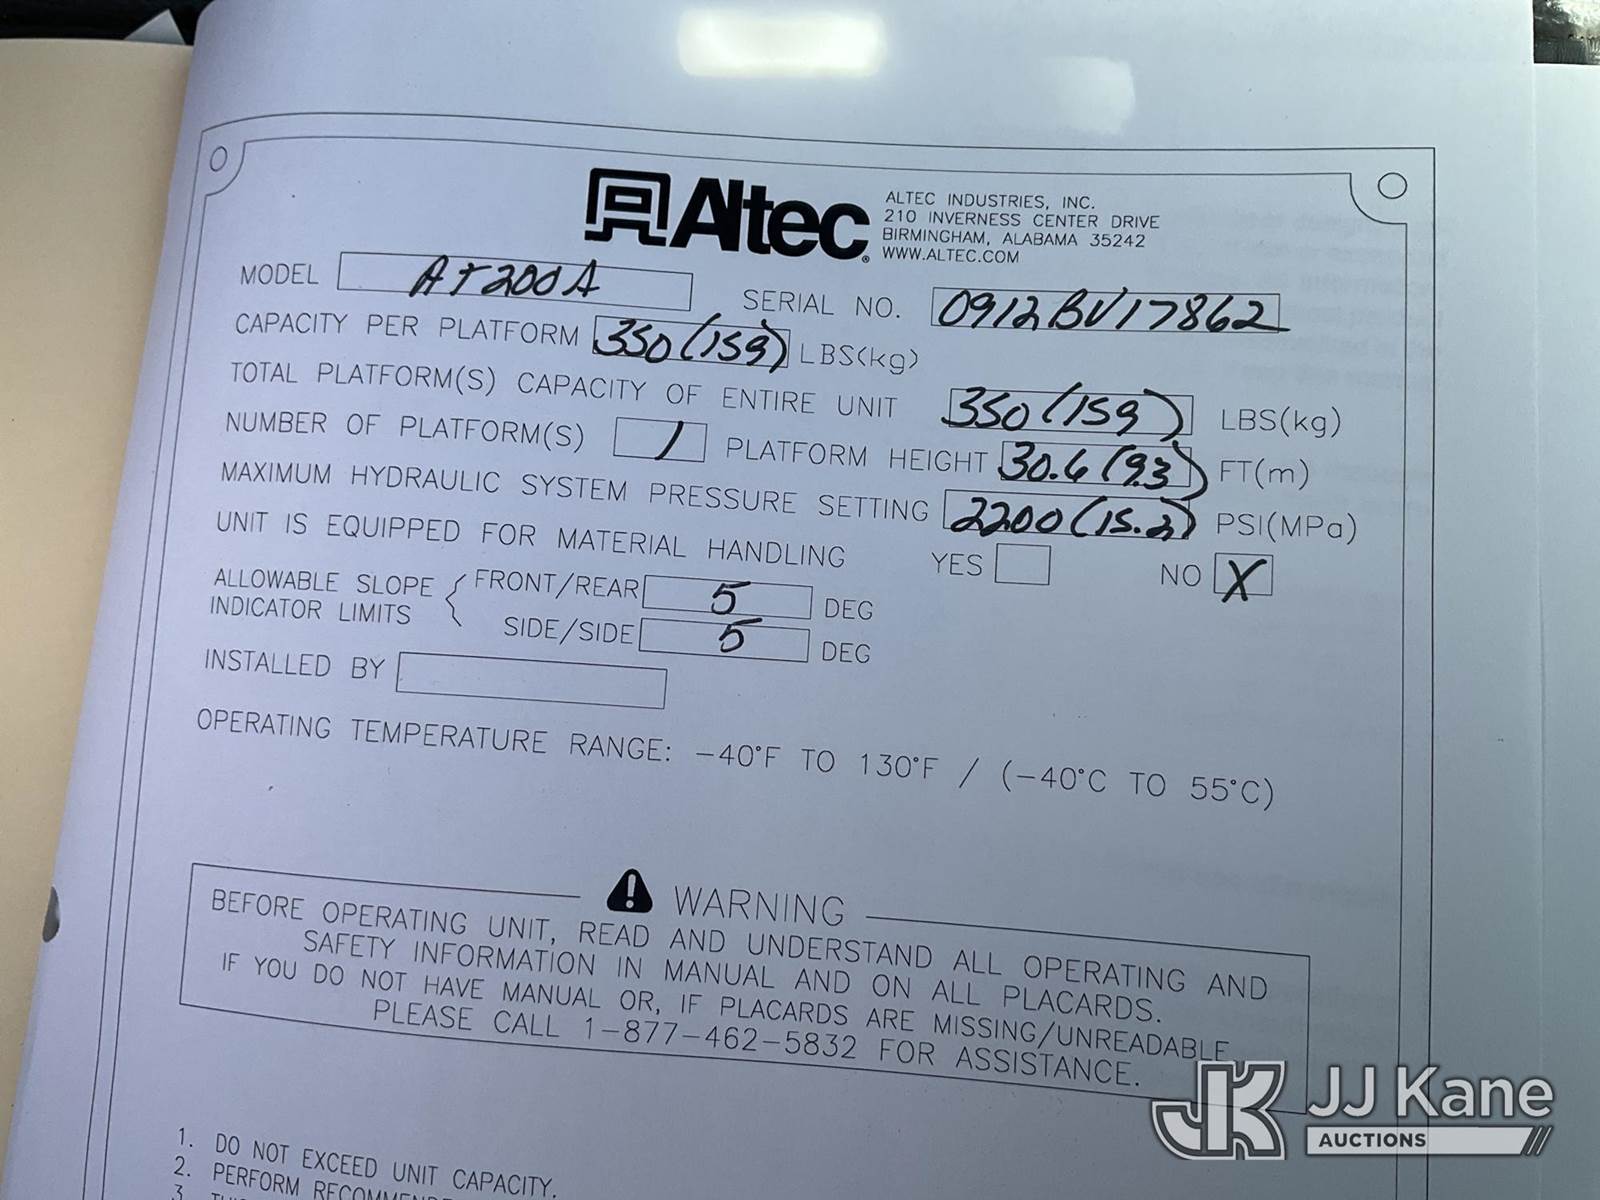 Altec® ALTEC INDUSTRIES, INC.
210 INVERNESS CENTER DRIVE
BIRMINGHAM, ALABAMA 35242
WWW.ALTEC.COM
MODEL AT200A SERIAL NO. 0912BV17862
CAPACITY PER PLATFORM 350(159) LBS(kg)
TOTAL PLATFORM(S) CAPACITY OF ENTIRE UNIT 350(159) LBS(kg)
NUMBER OF PLATFORM(S) 1 PLATFORM HEIGHT 30.6(9.3) FT(m)
MAXIMUM HYDRAULIC SYSTEM PRESSURE SETTING 2200(15.2) PSI(MPa)
UNIT IS EQUIPPED FOR MATERIAL HANDLING YES NO X
ALLOWABLE SLOPE INDICATOR LIMITS { FRONT/REAR 5 DEG
SIDE/SIDE 5 DEG
INSTALLED BY
OPERATING TEMPERATURE RANGE: -40°F TO 130°F / (-40°C TO 55°C)
WARNING
BEFORE OPERATING UNIT, READ AND UNDERSTAND ALL OPERATING AND
SAFETY INFORMATION IN MANUAL AND ON ALL PLACARDS.
IF YOU DO NOT HAVE MANUAL OR, IF PLACARDS ARE MISSING/UNREADABLE
PLEASE CALL 1-877-462-5832 FOR ASSISTANCE.
1. DO NOT EXCEED UNIT CAPACITY.
2. PERFORM RECOMMENDE
3.
JK JJ Kane
AUCTIONS